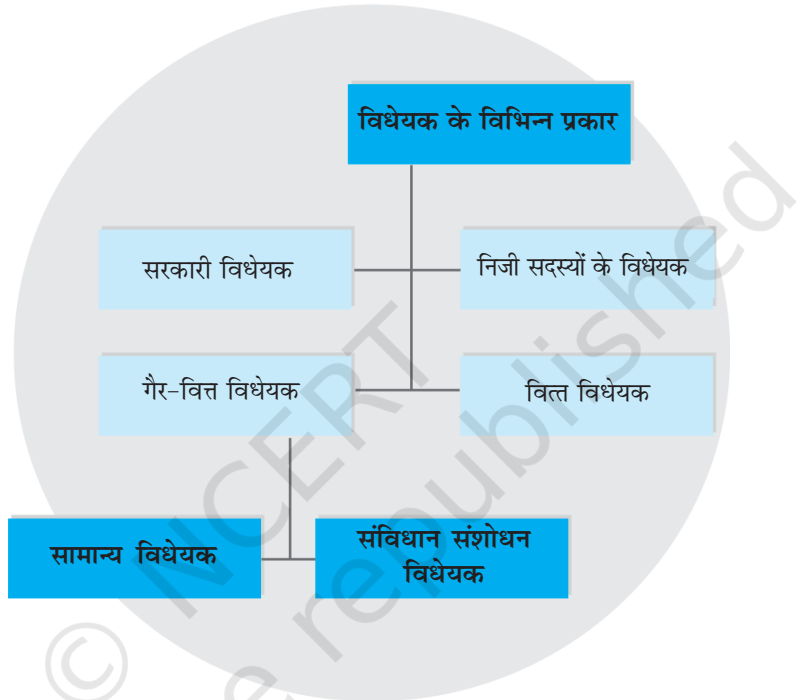 विधेयक के विभिन्न प्रकार
सरकारी विधेयक
निजी सदस्यों के विधेयक
गैर-वित्त विधेयक
वित्त विधेयक
सामान्य विधेयक
संविधान संशोधन
विधेयक
© NCERT
e republished